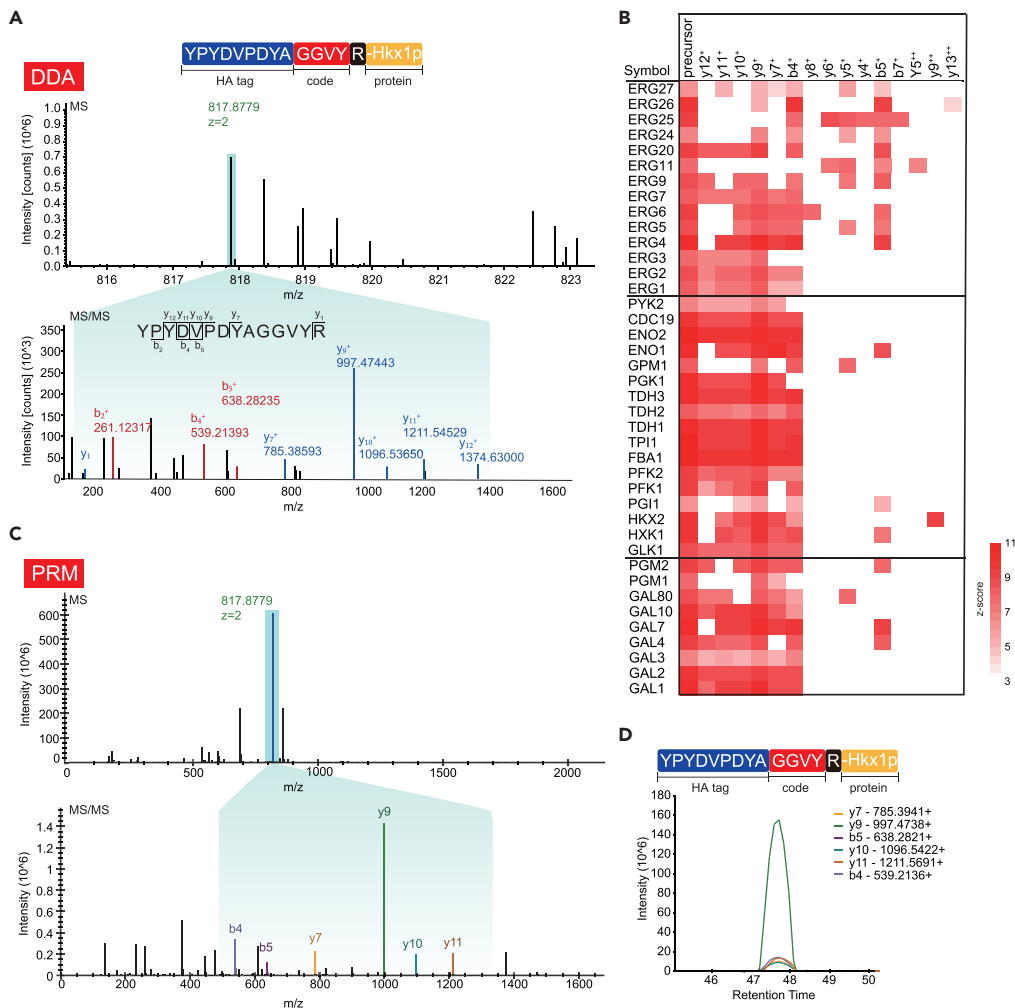 A
YPYDVPDYA GGVY R -Hkx1p
HA tag code protein
DDA
MS
817.8779
z=2
Intensity [counts] (10^6)
1.0
0.9
0.8
0.7
0.6
0.5
0.4
0.3
0.2
0.1
0.0
816 817 818 819 820 822 823
m/z
MS/MS
y12 y11 y10 y9 y7 y1
YPYDVPDYAGGVYR
b2 b4 b5
Intensity [counts] (10^3)
350
300
250
200
150
100
50
0
y1
b2+
261.12317
b4+
539.21393
b5+
638.28235
y7+
785.38593
y9+
997.47443
y10+
1096.53650
y11+
1211.54529
y12+
1374.63000
200 400 600 800 1000 1200 1400 1600
m/z
B
Symbol precursor y12+ y11+ y10+ y9+ y7+ b4+ y8+ y6+ y5+ y4+ b5+ b7+ Y5++ y9++ y13++
ERG27
ERG26
ERG25
ERG24
ERG20
ERG11
ERG9
ERG7
ERG6
ERG5
ERG4
ERG3
ERG2
ERG1
PYK2
CDC19
ENO2
ENO1
GPM1
PGK1
TDH3
TDH2
TDH1
TPI1
FBA1
PFK2
PFK1
PGI1
HKX2
HXK1
GLK1
PGM2
PGM1
GAL80
GAL10
GAL7
GAL4
GAL3
GAL2
GAL1
z-score
11
9
7
5
3
C
PRM
MS
817.8779
z=2
Intensity (10^6)
600
500
400
300
200
100
0
0 500 1000 1500 2000
m/z
MS/MS
Intensity (10^6)
1.4
1.2
1
0.8
0.6
0.4
0.2
0
b4 b5 y7 y9 y10 y11
0 200 400 600 800 1000 1200 1400 1600
m/z
D
YPYDVPDYA GGVY R -Hkx1p
HA tag code protein
Intensity (10^6)
180
160
140
120
100
80
60
40
20
0
y7 - 785.3941+
y9 - 997.4738+
b5 - 638.2821+
y10 - 1096.5422+
y11 - 1211.5691+
b4 - 539.2136+
46 47 48 49 50
Retention Time